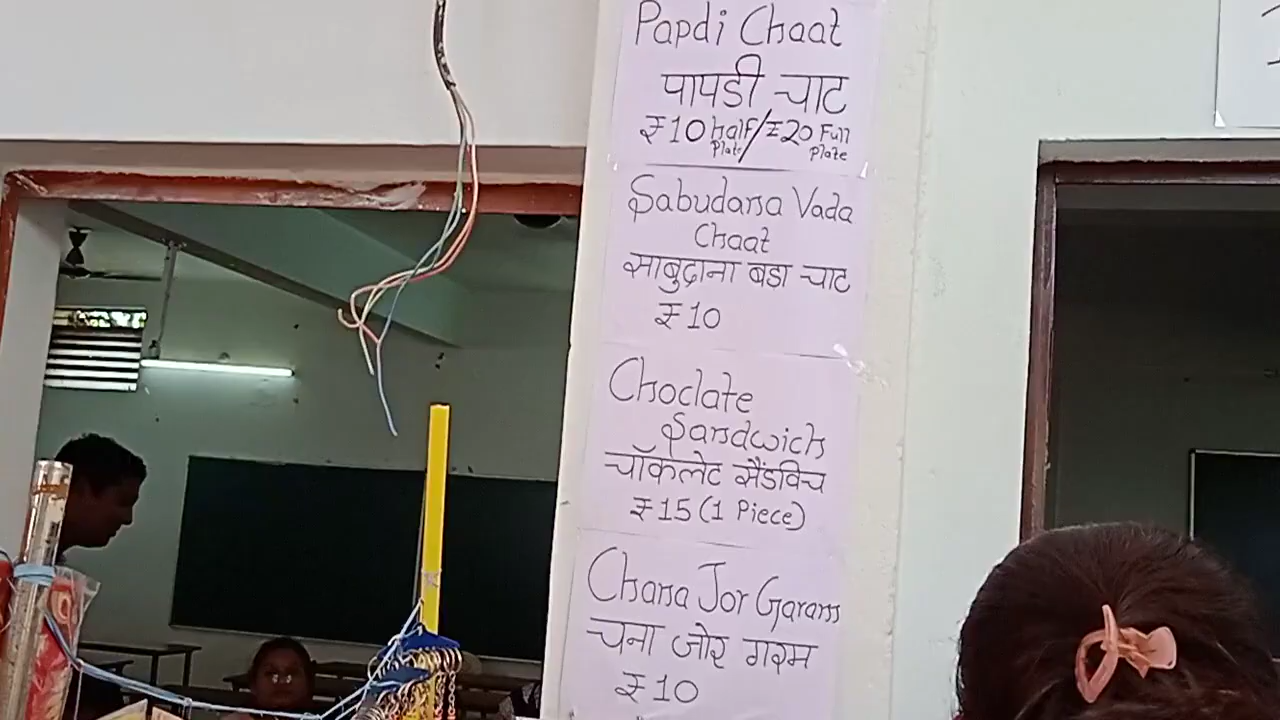 Papdi Chaat
पापडी चाट
₹10 half Plate/₹20 Full Plate
Sabudana Vada
Chaat
साबुदाना बडा चाट
₹10
Choclate
Sandwich
चॉकलेट सैंडविच
₹15 (1 Piece)
Chana Jor Garam
चना जोर गरम
₹10